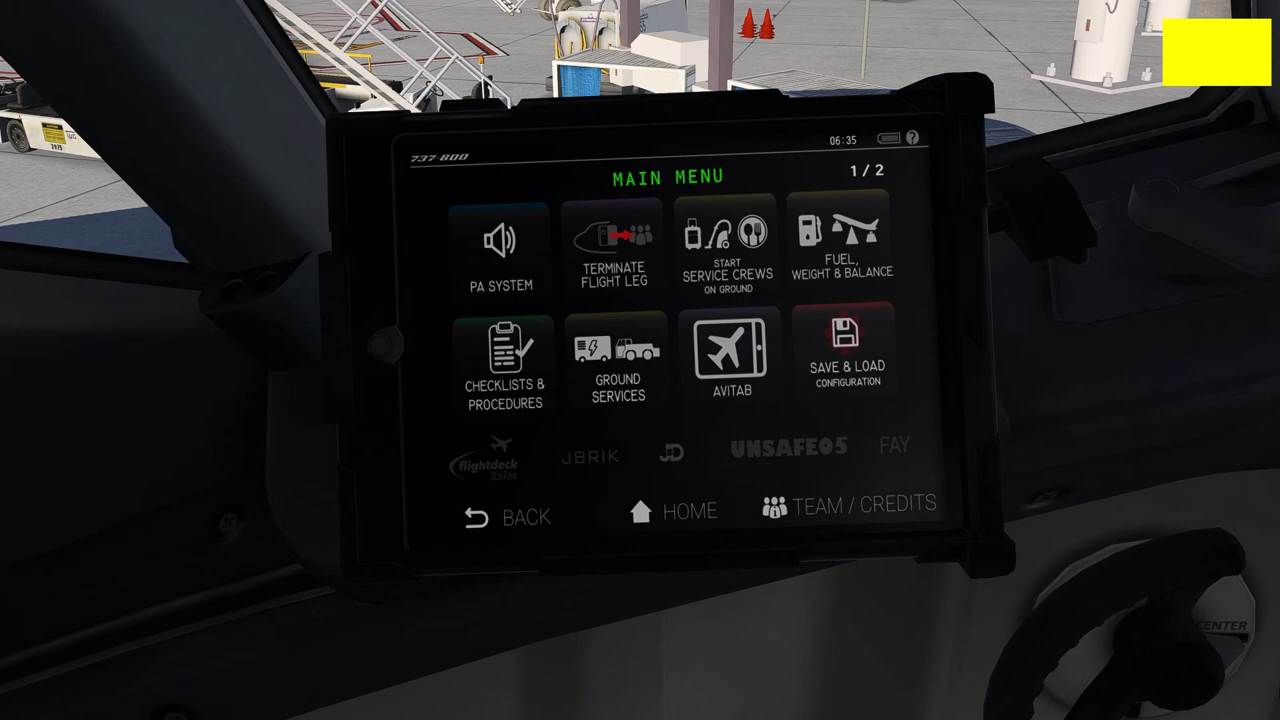 737-800
06:35
MAIN MENU
1 / 2
PA SYSTEM
TERMINATE
FLIGHT LEG
START
SERVICE CREWS
ON GROUND
FUEL,
WEIGHT & BALANCE
CHECKLISTS &
PROCEDURES
GROUND
SERVICES
AVITAB
SAVE & LOAD
CONFIGURATION
flightdeck
2sim
JBRIK
JD
UNSAFE05
FAY
BACK
HOME
TEAM / CREDITS
CENTER
3975